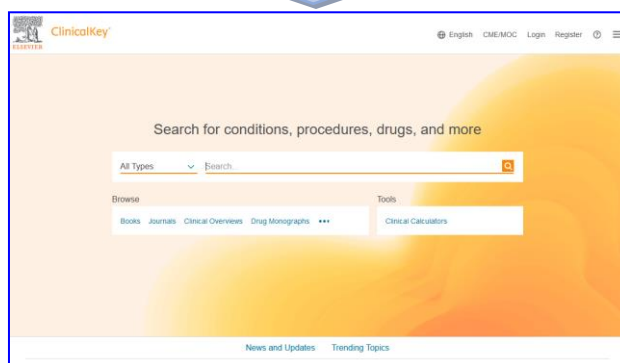 ELSEVIER
ClinicalKey®
English CME/MOC Login Register
Search for conditions, procedures, drugs, and more
All Types Search..
Browse
Books Journals Clinical Overviews Drug Monographs •••
Tools
Clinical Calculators
News and Updates Trending Topics